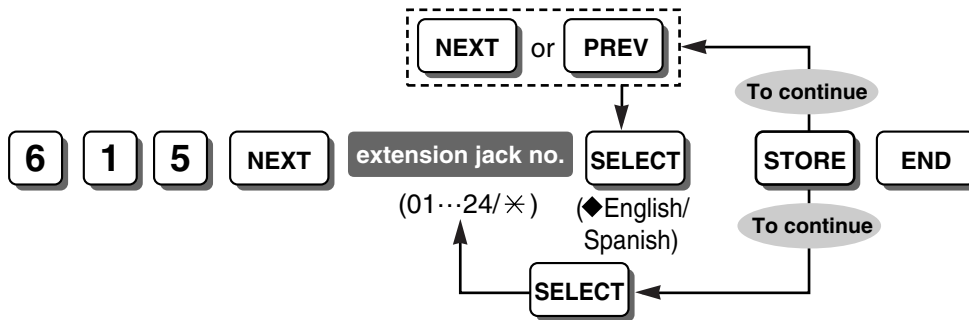 NEXT or PREV
To continue
6 1 5 NEXT extension jack no. SELECT STORE END
(01···24/✳) (◆English/
Spanish)
To continue
SELECT